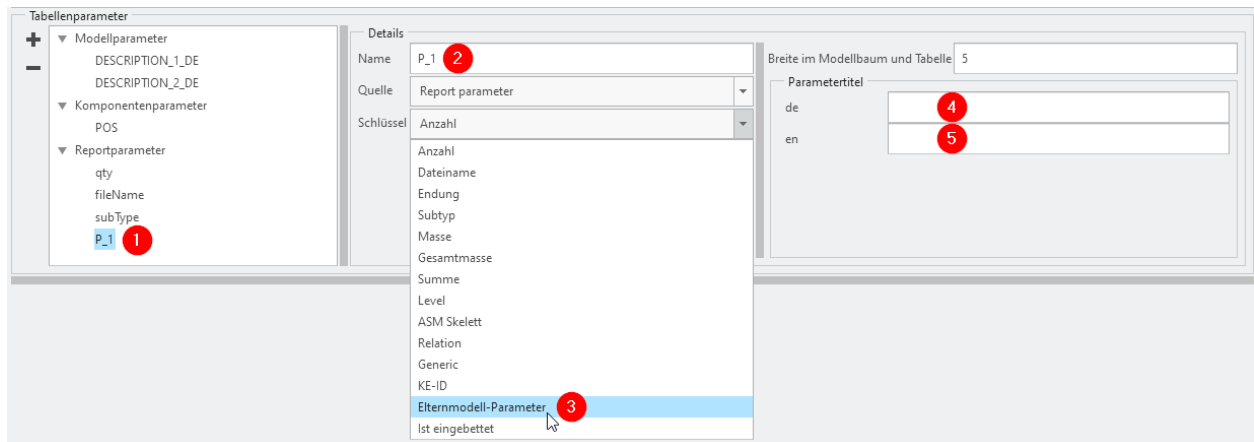 Tabellenparameter
Modellparameter
DESCRIPTION_1_DE
DESCRIPTION_2_DE
Komponentenparameter
POS
Reportparameter
qty
fileName
subType
P_1 1
Details
Name P_1 2
Quelle Report parameter
Schlüssel Anzahl
Anzahl
Dateiname
Endung
Subtyp
Masse
Gesamtmasse
Summe
Level
ASM Skelett
Relation
Generic
KE-ID
Elternmodell-Parameter 3
Ist eingebettet
Breite im Modellbaum und Tabelle 5
Parametertitel
de 4
en 5